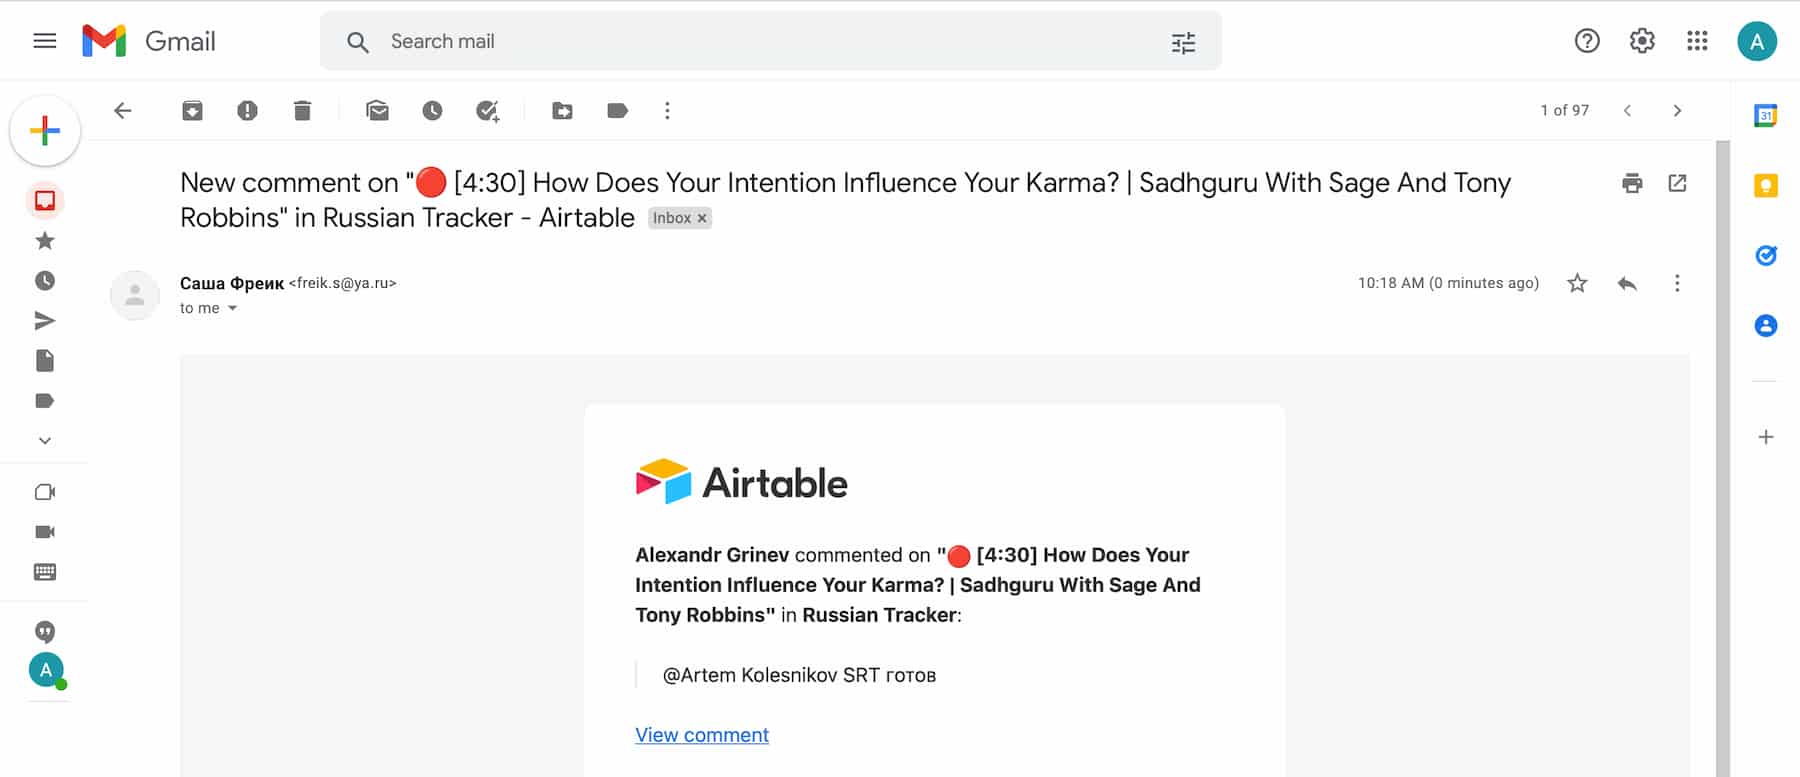 Gmail
Search mail
A
1 of 97
31
New comment on "🔴 [4:30] How Does Your Intention Influence Your Karma? | Sadhguru With Sage And Tony
Robbins" in Russian Tracker - Airtable Inbox ×
Саша Фреик <freik.s@ya.ru>
10:18 AM (0 minutes ago)
to me
Airtable
Alexandr Grinev commented on "🔴 [4:30] How Does Your
Intention Influence Your Karma? | Sadhguru With Sage And
Tony Robbins" in Russian Tracker:
@Artem Kolesnikov SRT готов
View comment
A